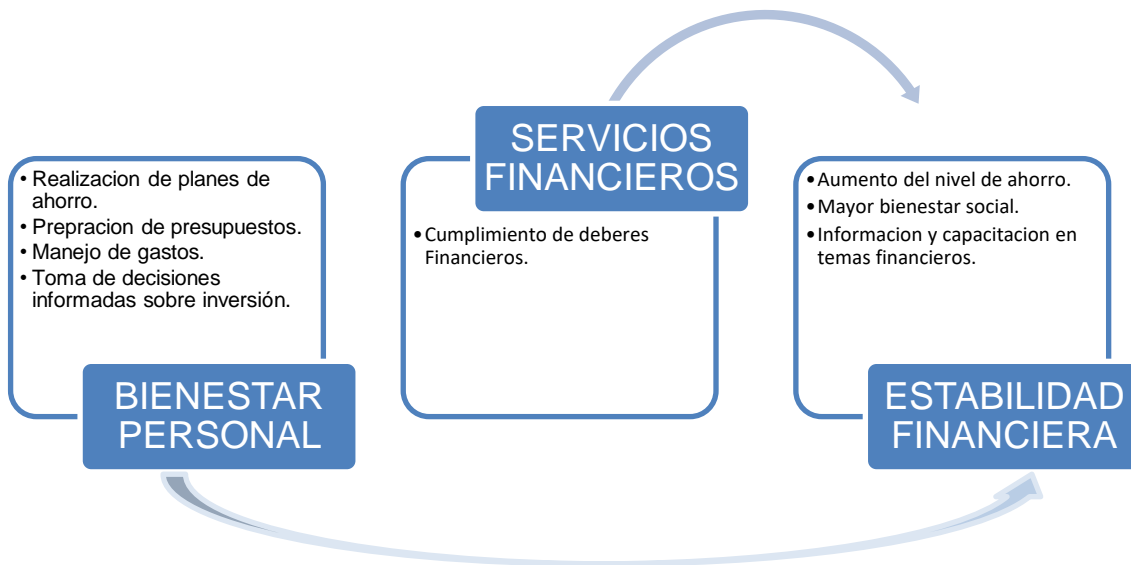 • Realizacion de planes de
ahorro.
• Prepracion de presupuestos.
• Manejo de gastos.
• Toma de decisiones
informadas sobre inversión.
BIENESTAR
PERSONAL
SERVICIOS
FINANCIEROS
• Cumplimiento de deberes
Financieros.
• Aumento del nivel de ahorro.
• Mayor bienestar social.
• Informacion y capacitacion en
temas financieros.
ESTABILIDAD
FINANCIERA